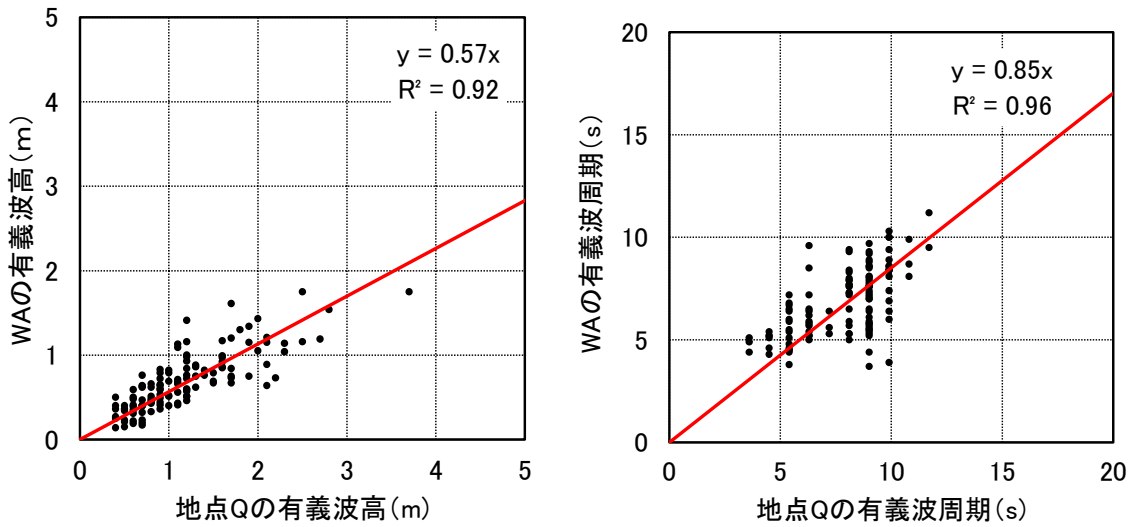 5
4
3
2
1
0
WAの有義波高(m)
y = 0.57x
R² = 0.92
0 1 2 3 4 5
地点Qの有義波高(m)
20
15
10
5
0
WAの有義波周期(s)
y = 0.85x
R² = 0.96
0 5 10 15 20
地点Qの有義波周期(s)